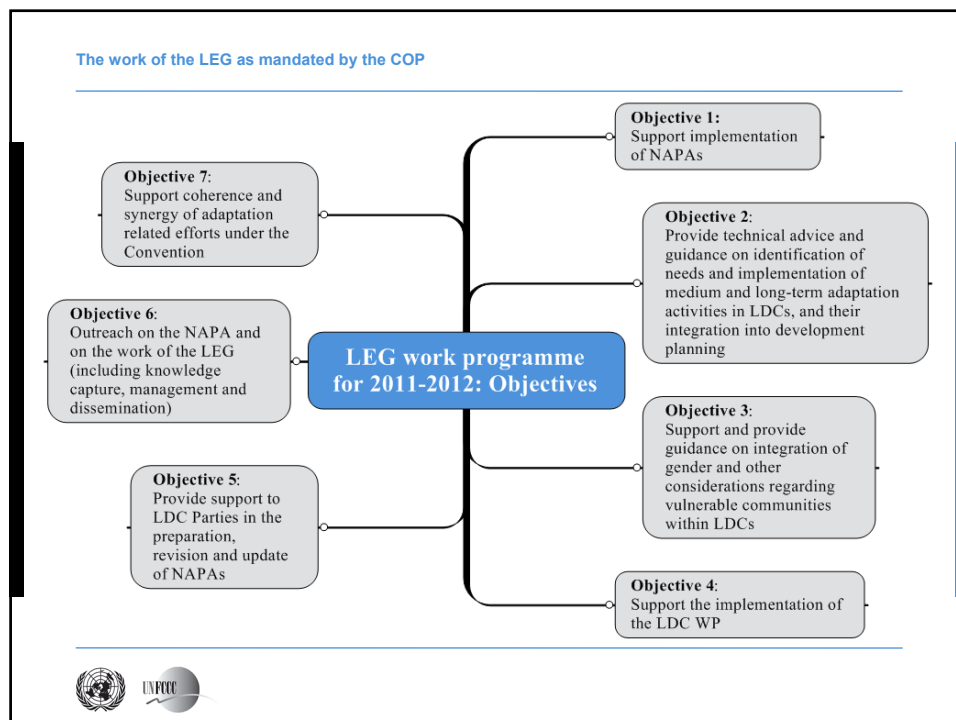 The work of the LEG as mandated by the COP
Objective 1:
Support implementation
of NAPAs
Objective 2:
Provide technical advice and
guidance on identification of
needs and implementation of
medium and long-term adaptation
activities in LDCs, and their
integration into development
planning
Objective 3:
Support and provide
guidance on integration of
gender and other
considerations regarding
vulnerable communities
within LDCs
Objective 4:
Support the implementation of
the LDC WP
Objective 5:
Provide support to
LDC Parties in the
preparation,
revision and update
of NAPAs
Objective 6:
Outreach on the NAPA and
on the work of the LEG
(including knowledge
capture, management and
dissemination)
Objective 7:
Support coherence and
synergy of adaptation
related efforts under the
Convention
LEG work programme
for 2011-2012: Objectives
UNFCCC